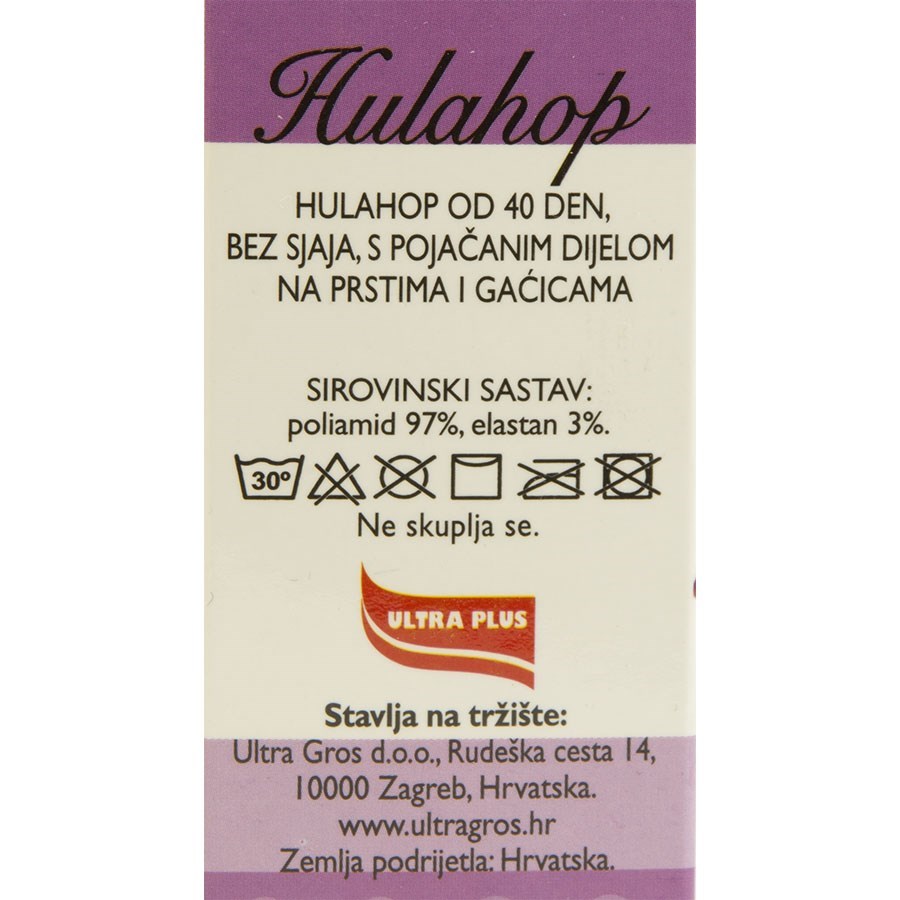 Hulahop
HULAHOP OD 40 DEN,
BEZ SJAJA, S POJAČANIM DIJELOM
NA PRSTIMA I GAĆICAMA
SIROVINSKI SASTAV:
poliamid 97%, elastan 3%.
30°
Ne skuplja se.
ULTRA PLUS
Stavlja na tržište:
Ultra Gros d.o.o., Rudeška cesta 14,
10000 Zagreb, Hrvatska.
www.ultragros.hr
Zemlja podrijetla: Hrvatska.